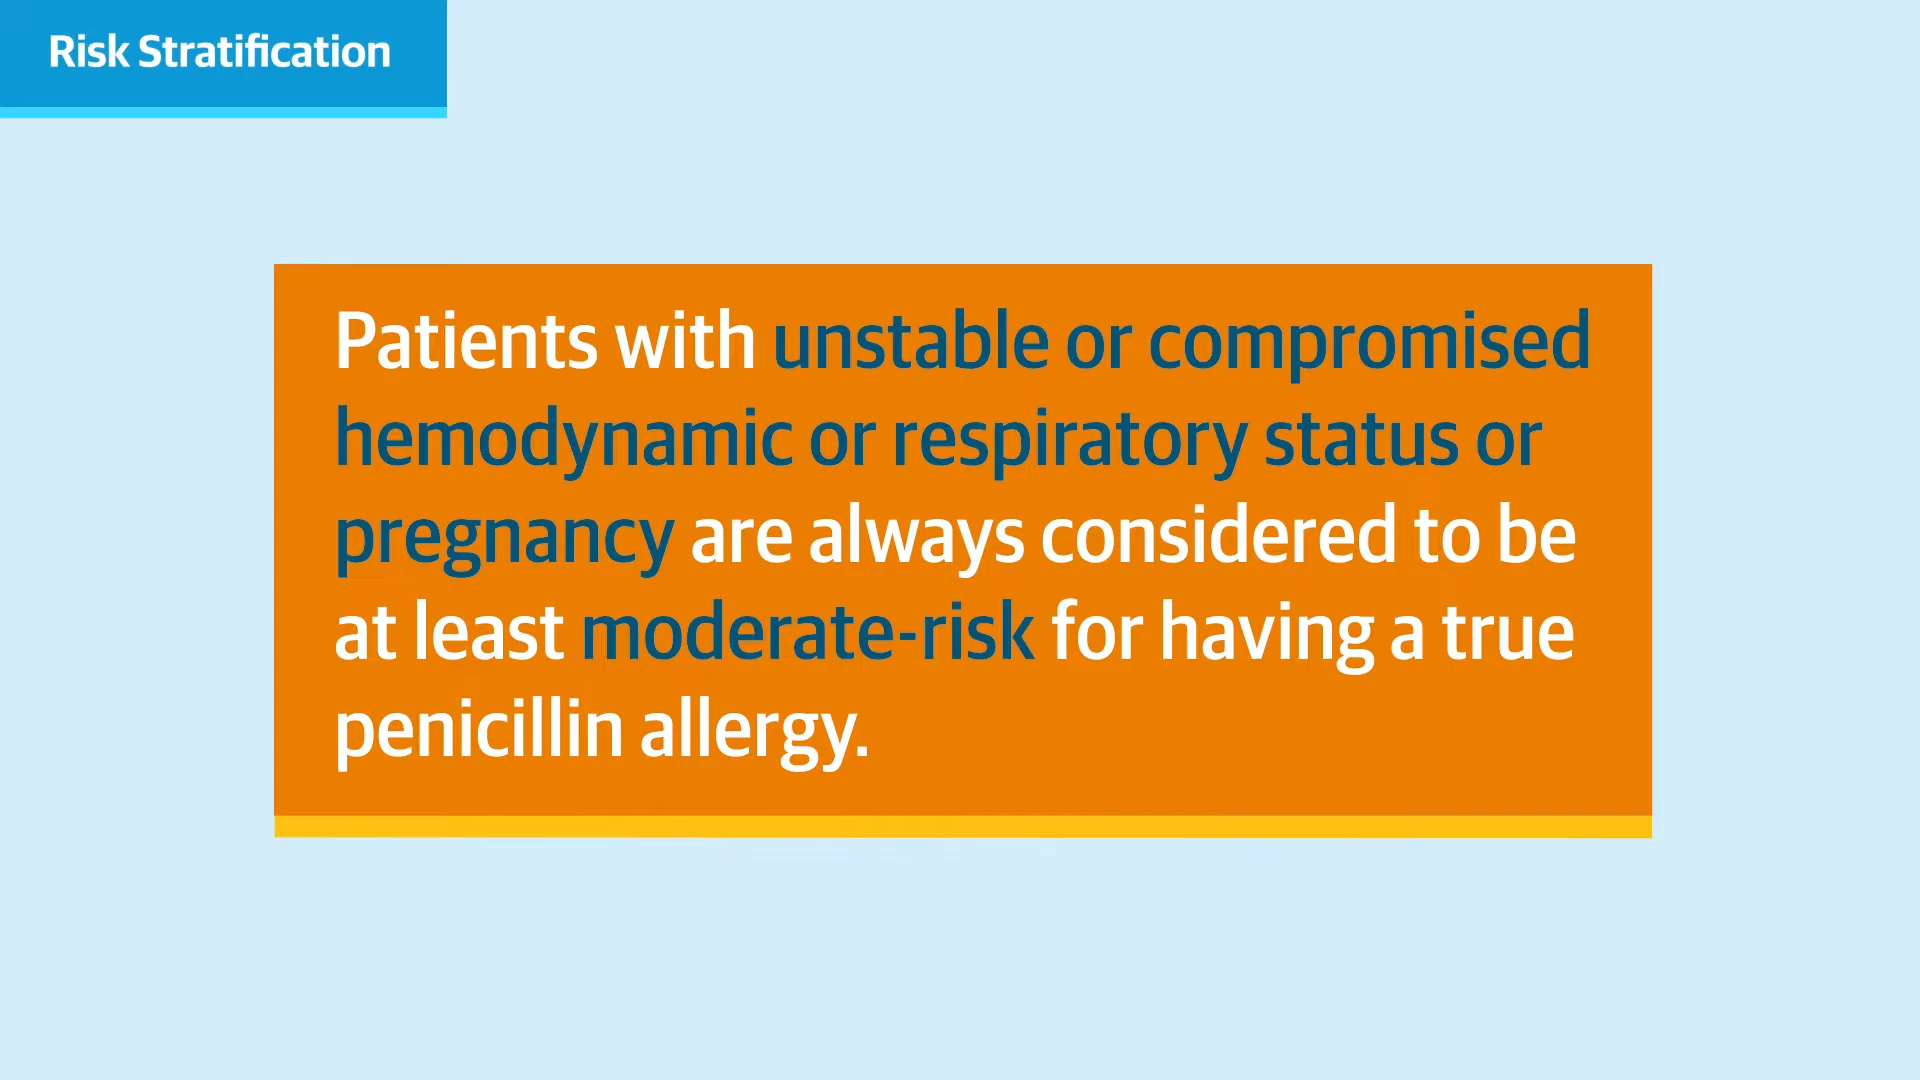 Risk Stratification
Patients with unstable or compromised
hemodynamic or respiratory status or
pregnancy are always considered to be
at least moderate-risk for having a true
penicillin allergy.